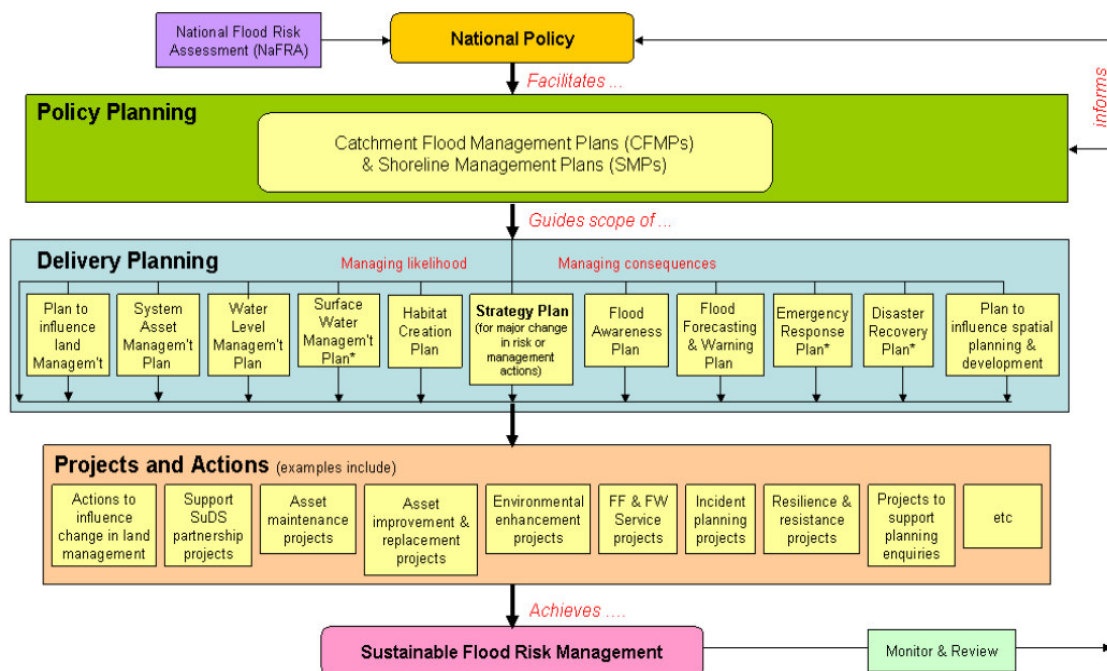 National Flood Risk
Assessment (NaFRA)
National Policy
Facilitates ...
informs
Policy Planning
Catchment Flood Management Plans (CFMPs)
& Shoreline Management Plans (SMPs)
Guides scope of ...
Delivery Planning
Managing likelihood
Managing consequences
Plan to
influence
land
Managem't
System
Asset
Managem't
Plan
Water
Level
Managem't
Plan
Surface
Water
Managem't
Plan*
Habitat
Creation
Plan
Strategy Plan
(for major change
in risk or
management
actions)
Flood
Awareness
Plan
Flood
Forecasting
& Warning
Plan
Emergency
Response
Plan*
Disaster
Recovery
Plan*
Plan to
influence spatial
planning &
development
Projects and Actions (examples include)
Actions to
influence
change in land
management
Support
SuDS
partnership
projects
Asset
maintenance
projects
Asset
improvement &
replacement
projects
Environmental
enhancement
projects
FF & FW
Service
projects
Incident
planning
projects
Resilience &
resistance
projects
Projects to
support
planning
enquiries
etc
Achieves ....
Sustainable Flood Risk Management
Monitor & Review